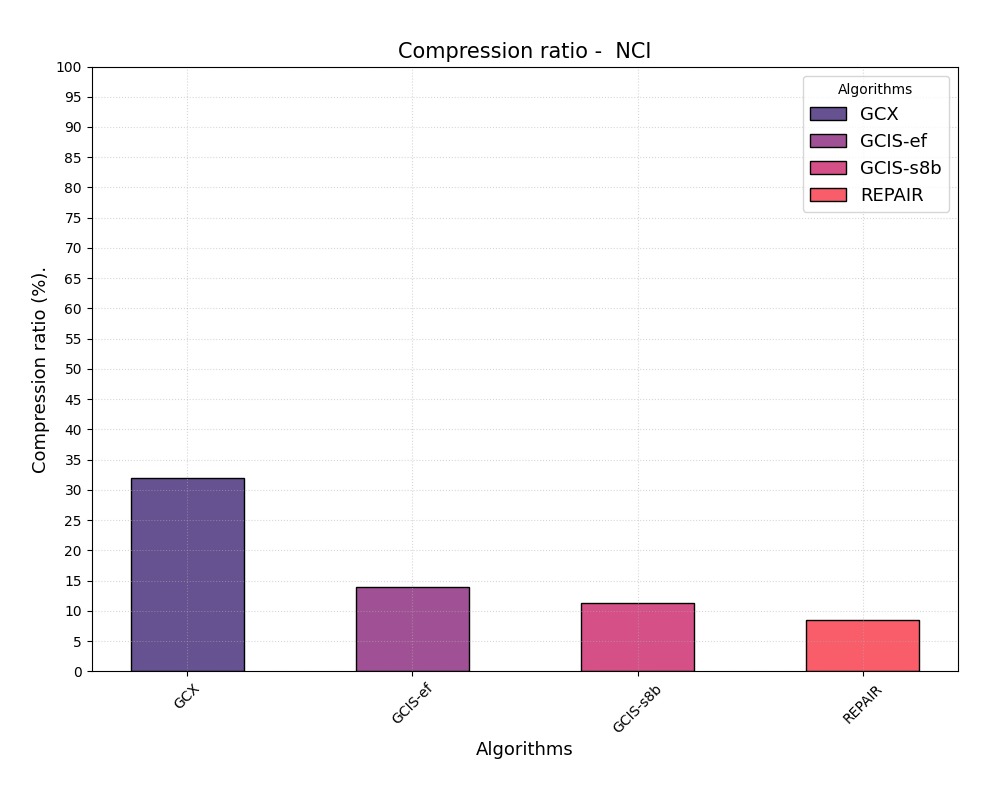 Compression ratio -  NCI
100
95
90
85
80
75
70
65
60
55
50
45
40
35
30
25
20
15
10
5
0
Compression ratio (%).
Algorithms
GCX
GCIS-ef
GCIS-s8b
REPAIR
GCX
GCIS-ef
GCIS-s8b
REPAIR
Algorithms